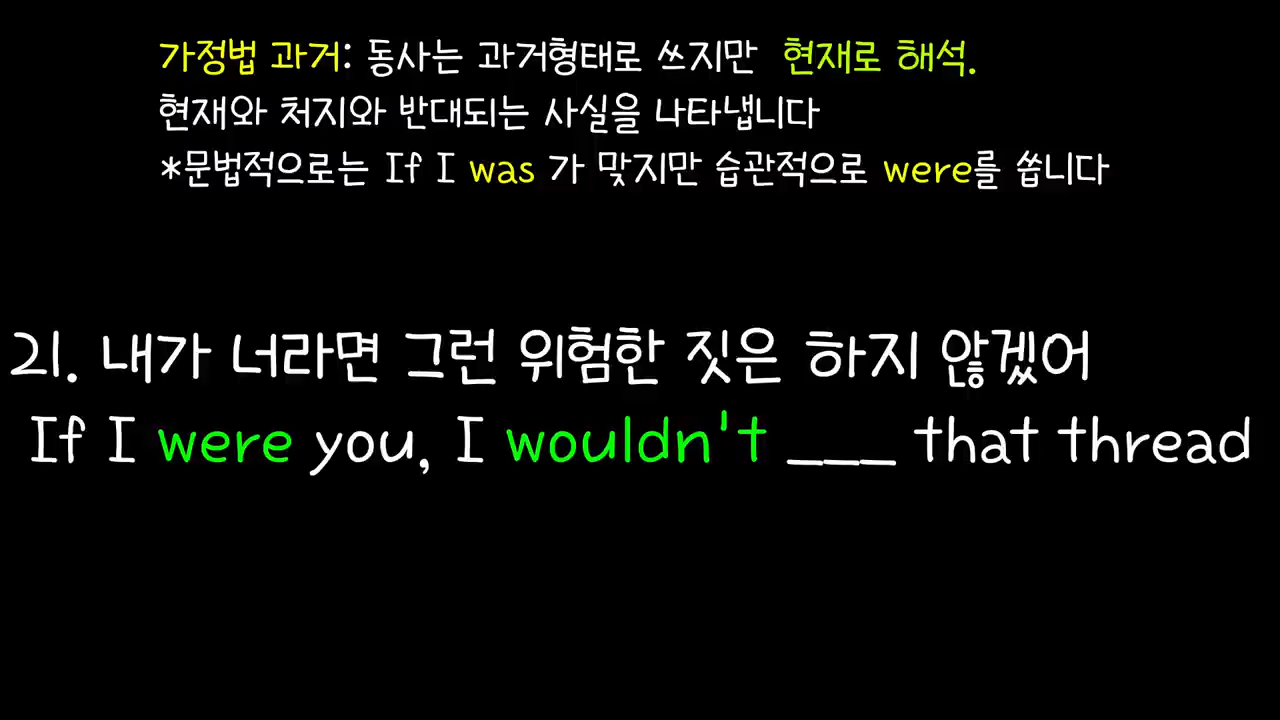 가정법 과거: 동사는 과거형태로 쓰지만 현재로 해석.
현재와 처지와 반대되는 사실을 나타냅니다
*문법적으로는 If I was 가 맞지만 습관적으로 were를 씁니다
21. 내가 너라면 그런 위험한 짓은 하지 않겠어
If I were you, I wouldn't ___ that thread